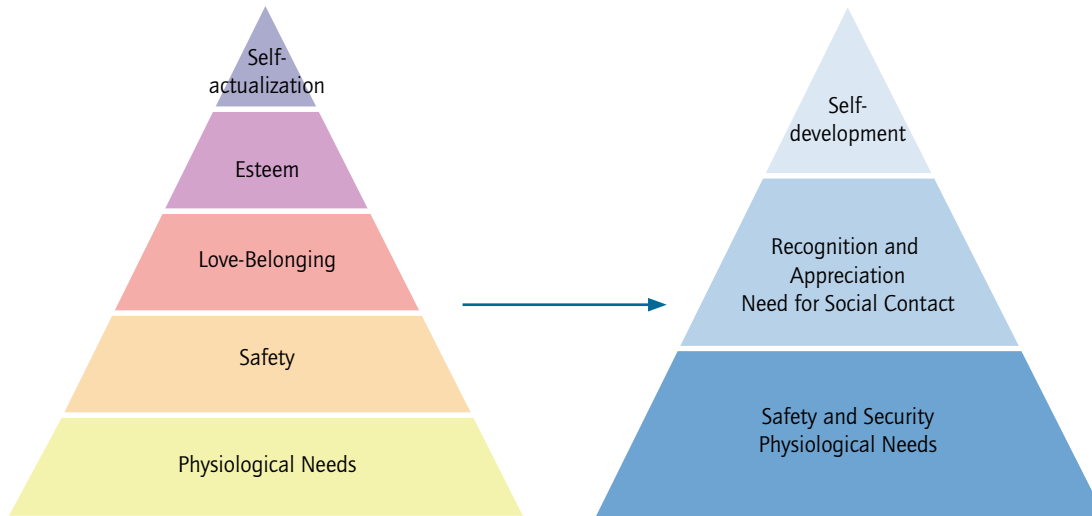 Self-
actualization
Esteem
Love-Belonging
Safety
Physiological Needs
Self-
development
Recognition and
Appreciation
Need for Social Contact
Safety and Security
Physiological Needs